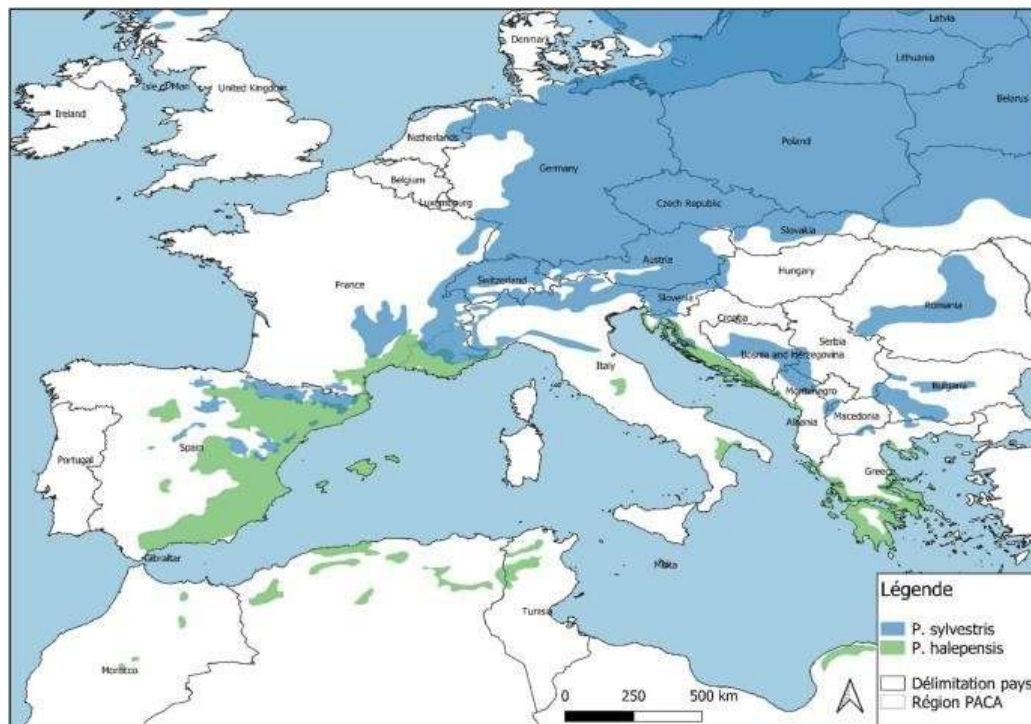 Latvia
Denmark
Lithuania
Isle of Man
United Kingdom
Belarus
Ireland
Netherlands
Poland
Germany
Belgium
Luxembourg
Czech Republic
Slovakia
Austria
Hungary
Switzerland
France
Slovenia
Romania
Croatia
Serbia
Bosnia and Herzegovina
Italy
Montenegro
Bulgaria
Macedonia
Albania
Spain
Portugal
Greece
Gibraltar
Malta
Tunisia
Morocco
Légende
P. sylvestris
P. halepensis
Délimitation pays
Région PACA
0 250 500 km